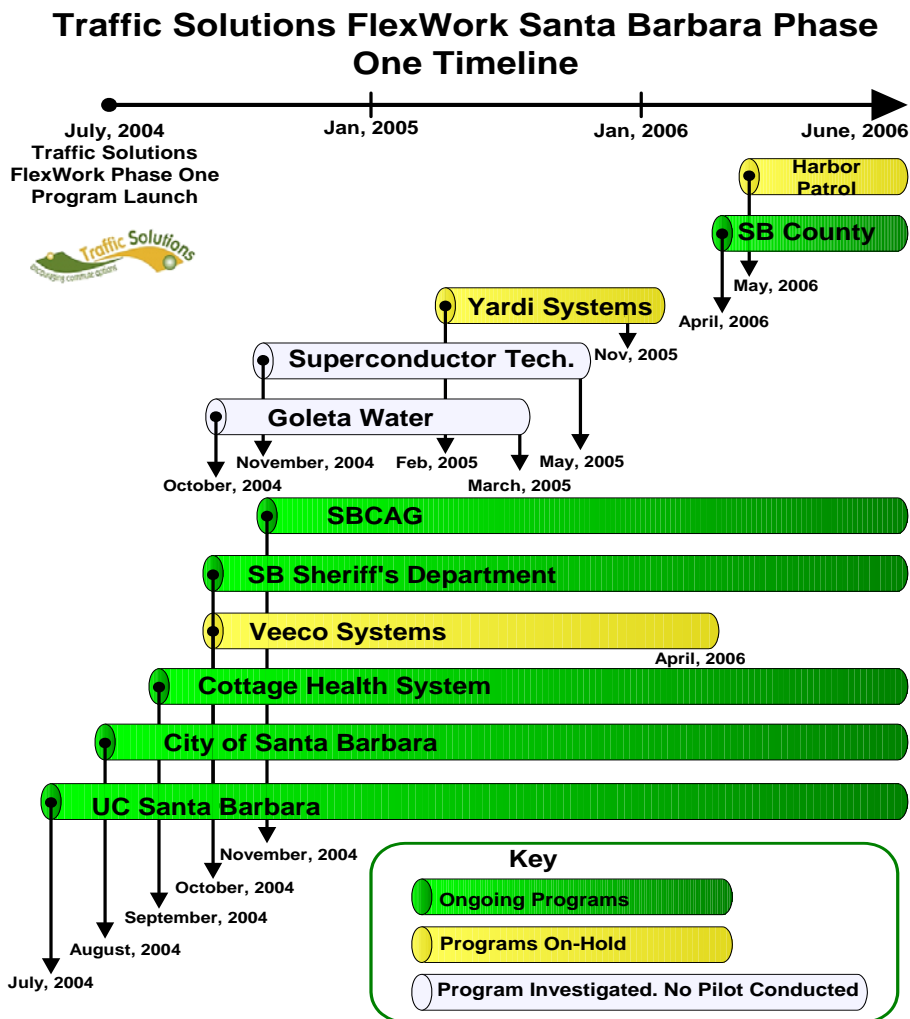 Traffic Solutions FlexWork Santa Barbara Phase
One Timeline
July, 2004
Jan, 2005
Jan, 2006
June, 2006
Traffic Solutions
FlexWork Phase One
Program Launch
Traffic Solutions
encouraging commute options
Harbor
Patrol
SB County
May, 2006
April, 2006
Yardi Systems
Nov, 2005
Superconductor Tech.
Goleta Water
November, 2004
Feb, 2005
May, 2005
October, 2004
March, 2005
SBCAG
SB Sheriff's Department
Veeco Systems
April, 2006
Cottage Health System
City of Santa Barbara
UC Santa Barbara
November, 2004
October, 2004
September, 2004
August, 2004
July, 2004
Key
Ongoing Programs
Programs On-Hold
Program Investigated. No Pilot Conducted